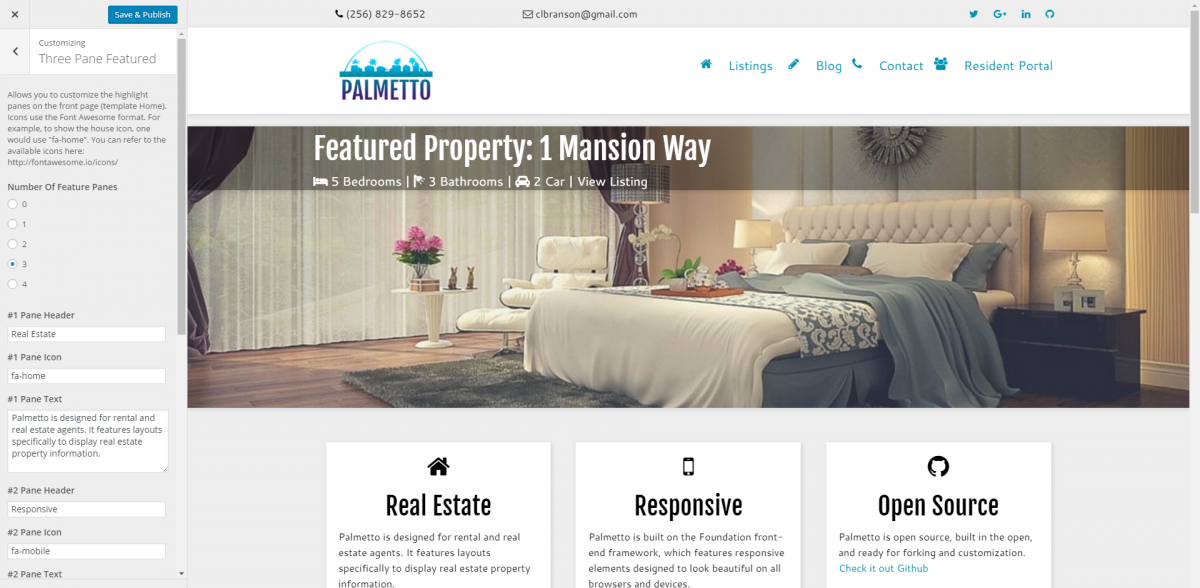 Save & Publish
Customizing
Three Pane Featured
Allows you to customize the highlight
panes on the front page (template Home).
Icons use the Font Awesome format. For
example, to show the house icon, one
would use "fa-home". You can refer to the
available icons here:
http://fontawesome.io/icons/
Number Of Feature Panes
0
1
2
3
4
#1 Pane Header
Real Estate
#1 Pane Icon
fa-home
#1 Pane Text
Palmetto is designed for rental and
real estate agents. It features layouts
specifically to display real estate
property information.
#2 Pane Header
Responsive
#2 Pane Icon
fa-mobile
#2 Pane Text
(256) 829-8652
clbranson@gmail.com
PALMETTO
Listings
Blog
Contact
Resident Portal
Featured Property: 1 Mansion Way
5 Bedrooms | 3 Bathrooms | 2 Car | View Listing
Real Estate
Palmetto is designed for rental and real
estate agents. It features layouts
specifically to display real estate property
information.
Responsive
Palmetto is built on the Foundation front-
end framework, which features responsive
elements designed to look beautiful on all
browsers and devices.
Open Source
Palmetto is open source, built in the open,
and ready for forking and customization.
Check it out Github